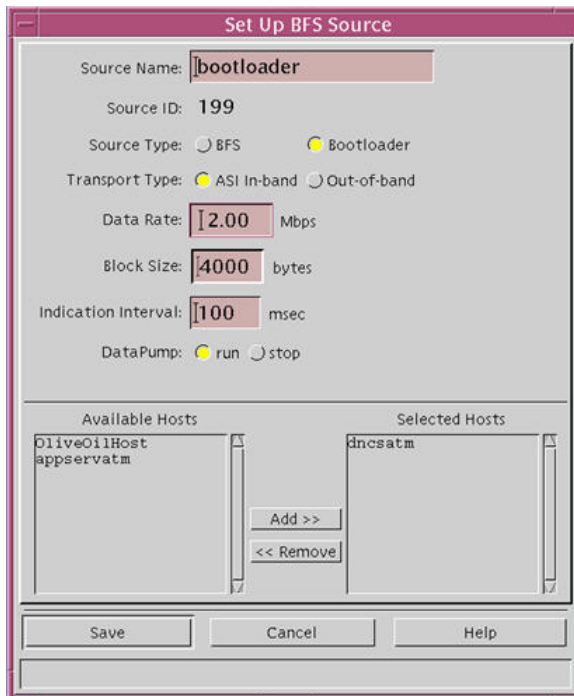 Set Up BFS Source
Source Name: bootloader
Source ID: 199
Source Type: BFS Bootloader
Transport Type: ASI In-band Out-of-band
Data Rate: 2.00 Mbps
Block Size: 4000 bytes
Indication Interval: 100 msec
DataPump: run stop
Available Hosts Selected Hosts
OliveOilHost dncsatm
appservatm
Add >>
<< Remove
Save Cancel Help